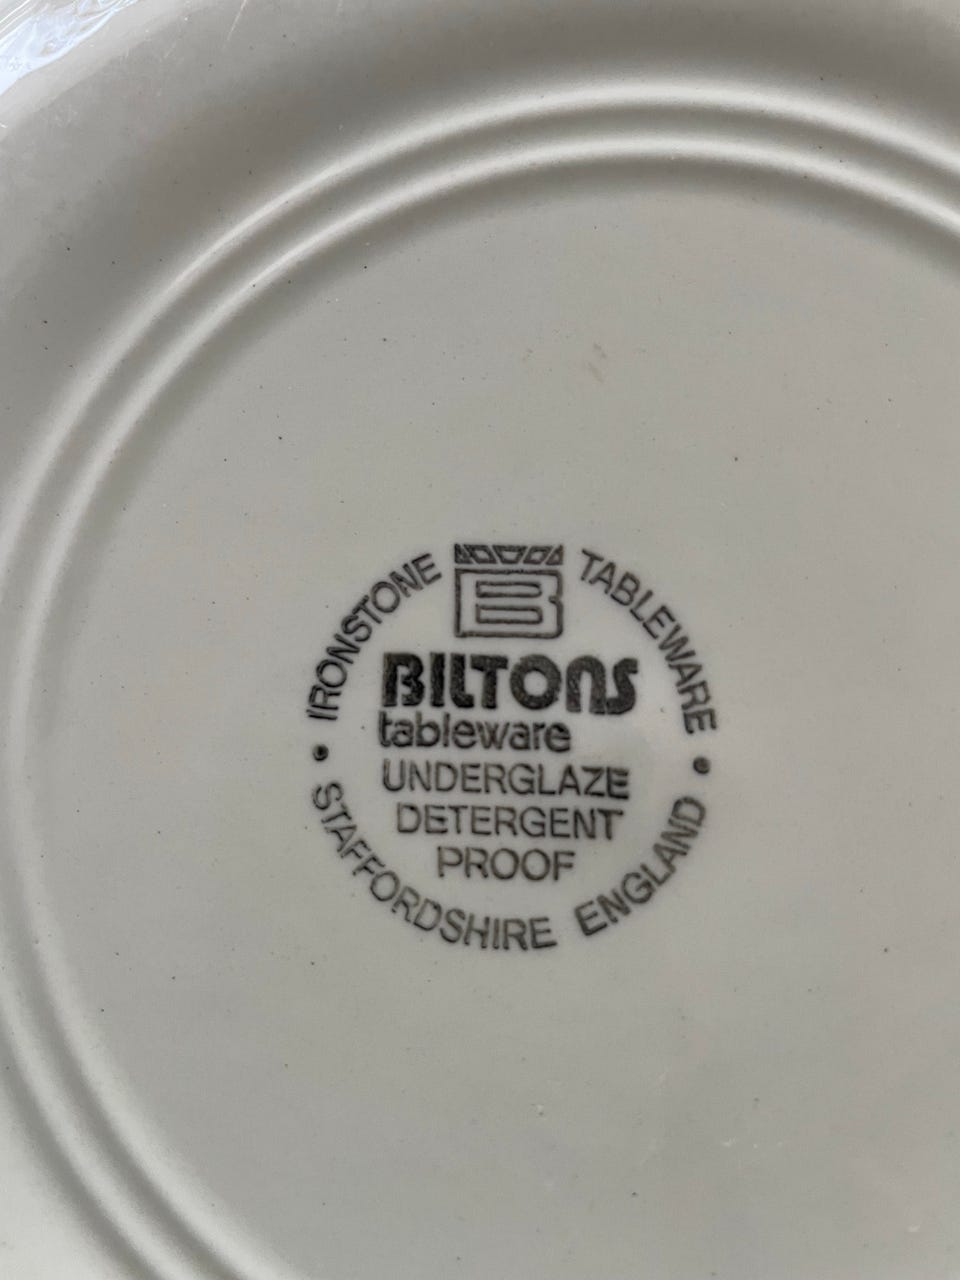 IRONSTONE TABLEWARE
B
BILTONS
tableware
UNDERGLAZE
DETERGENT
PROOF
• STAFFORDSHIRE ENGLAND •